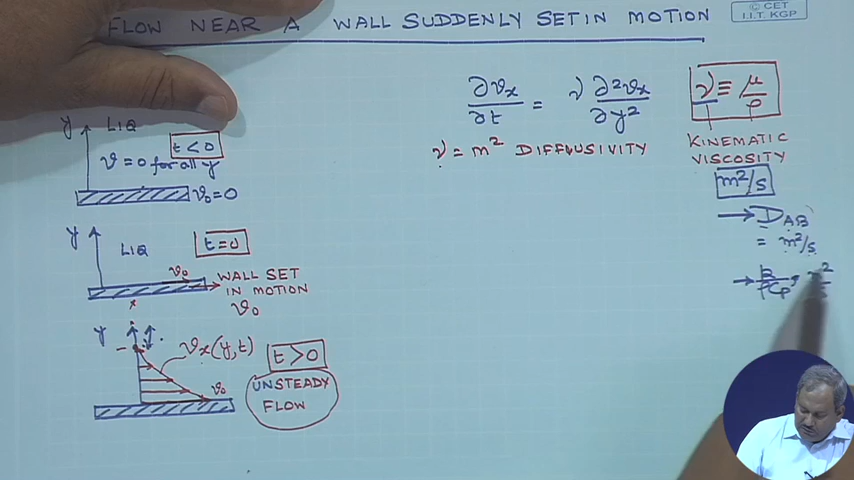 FLOW NEAR A WALL SUDDENLY SET IN MOTION
© CET
I.I.T. KGP
∂vx/∂t = ν ∂²vx/∂y²
ν ≡ μ/ρ
ν = m² DIFFUSIVITY
KINEMATIC
VISCOSITY
m²/s
→ D_AB
= m²/s
→ k/ρCp,
y LIQ
t < 0
v = 0 for all y
v₀ = 0
y
LIQ
t = 0
v₀
WALL SET
IN MOTION
v₀
y
vx(y,t)
t > 0
v₀
UNSTEADY
FLOW